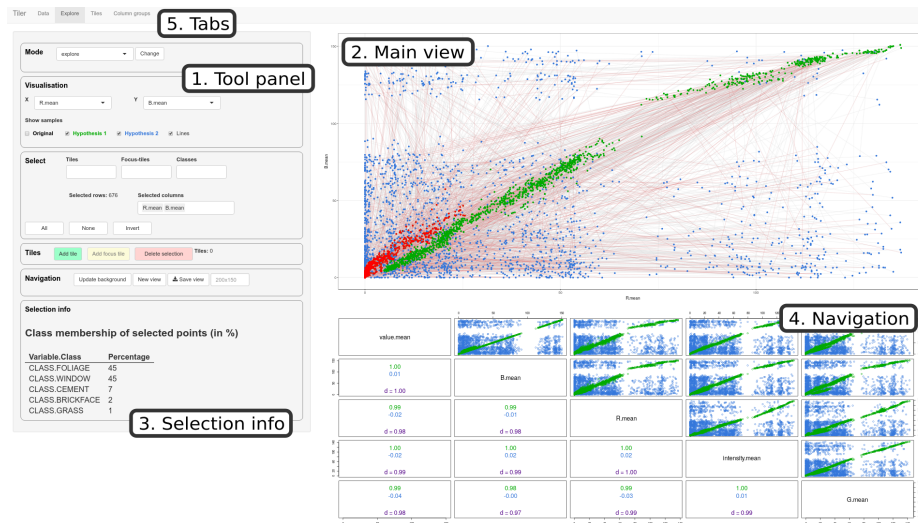 Tiler Data Explore Tiles Column groups
5. Tabs
Mode explore Change
1. Tool panel
Visualisation
X R.mean Y B.mean
Show samples
Original Hypothesis 1 Hypothesis 2 Lines
Select Tiles Focus-tiles Classes
Selected rows: 675 Selected columns
R.mean B.mean
All None Invert
Tiles Add tile Add focus tile Delete selection Tiles: 0
Navigation Update background New view Save view 200x150
Selection info
Class membership of selected points (in %)
Variable.Class Percentage
CLASS.FOLIAGE 45
CLASS.WINDOW 45
CLASS.CEMENT 7
CLASS.BRICKFACE 2
CLASS.GRASS 1
3. Selection info
2. Main view
B.mean
R.mean
4. Navigation
value.mean
1.00
0.01
d = 1.00
B.mean
0.99 0.99
-0.02 -0.01
d = 0.98 d = 0.98
R.mean
1.00 1.00 1.00
-0.02 0.02 0.02
d = 0.99 d = 0.99 d = 1.00
intensity.mean
0.99 0.98 0.99 1.00
-0.04 -0.00 -0.03 0.01
d = 0.98 d = 0.97 d = 0.99 d = 0.99
G.mean